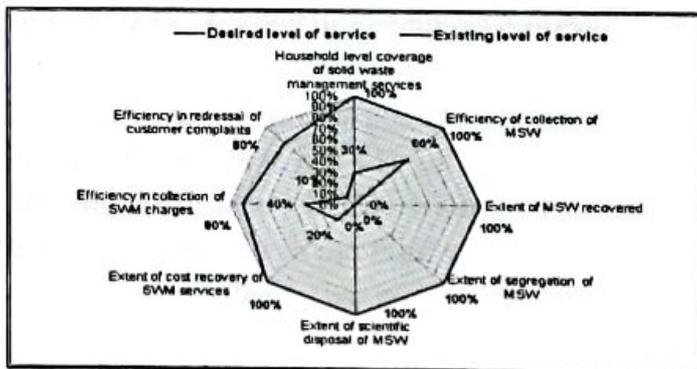 Desired level of service Existing level of service
Household level coverage
of solid waste
management services
100% 100%
90%
80%
70%
60%
50%
40%
30%
20%
10%
0%
30%
Efficiency of collection of
MSW
100%
60%
Extent of MSW recovered
100%
0%
Extent of segregation of
MSW
100%
0%
Extent of scientific
disposal of MSW
100%
0%
Extent of cost recovery of
SWM services
100%
20%
Efficiency in collection of
SWM charges
90%
40%
Efficiency in redressal of
customer complaints
80%
10%